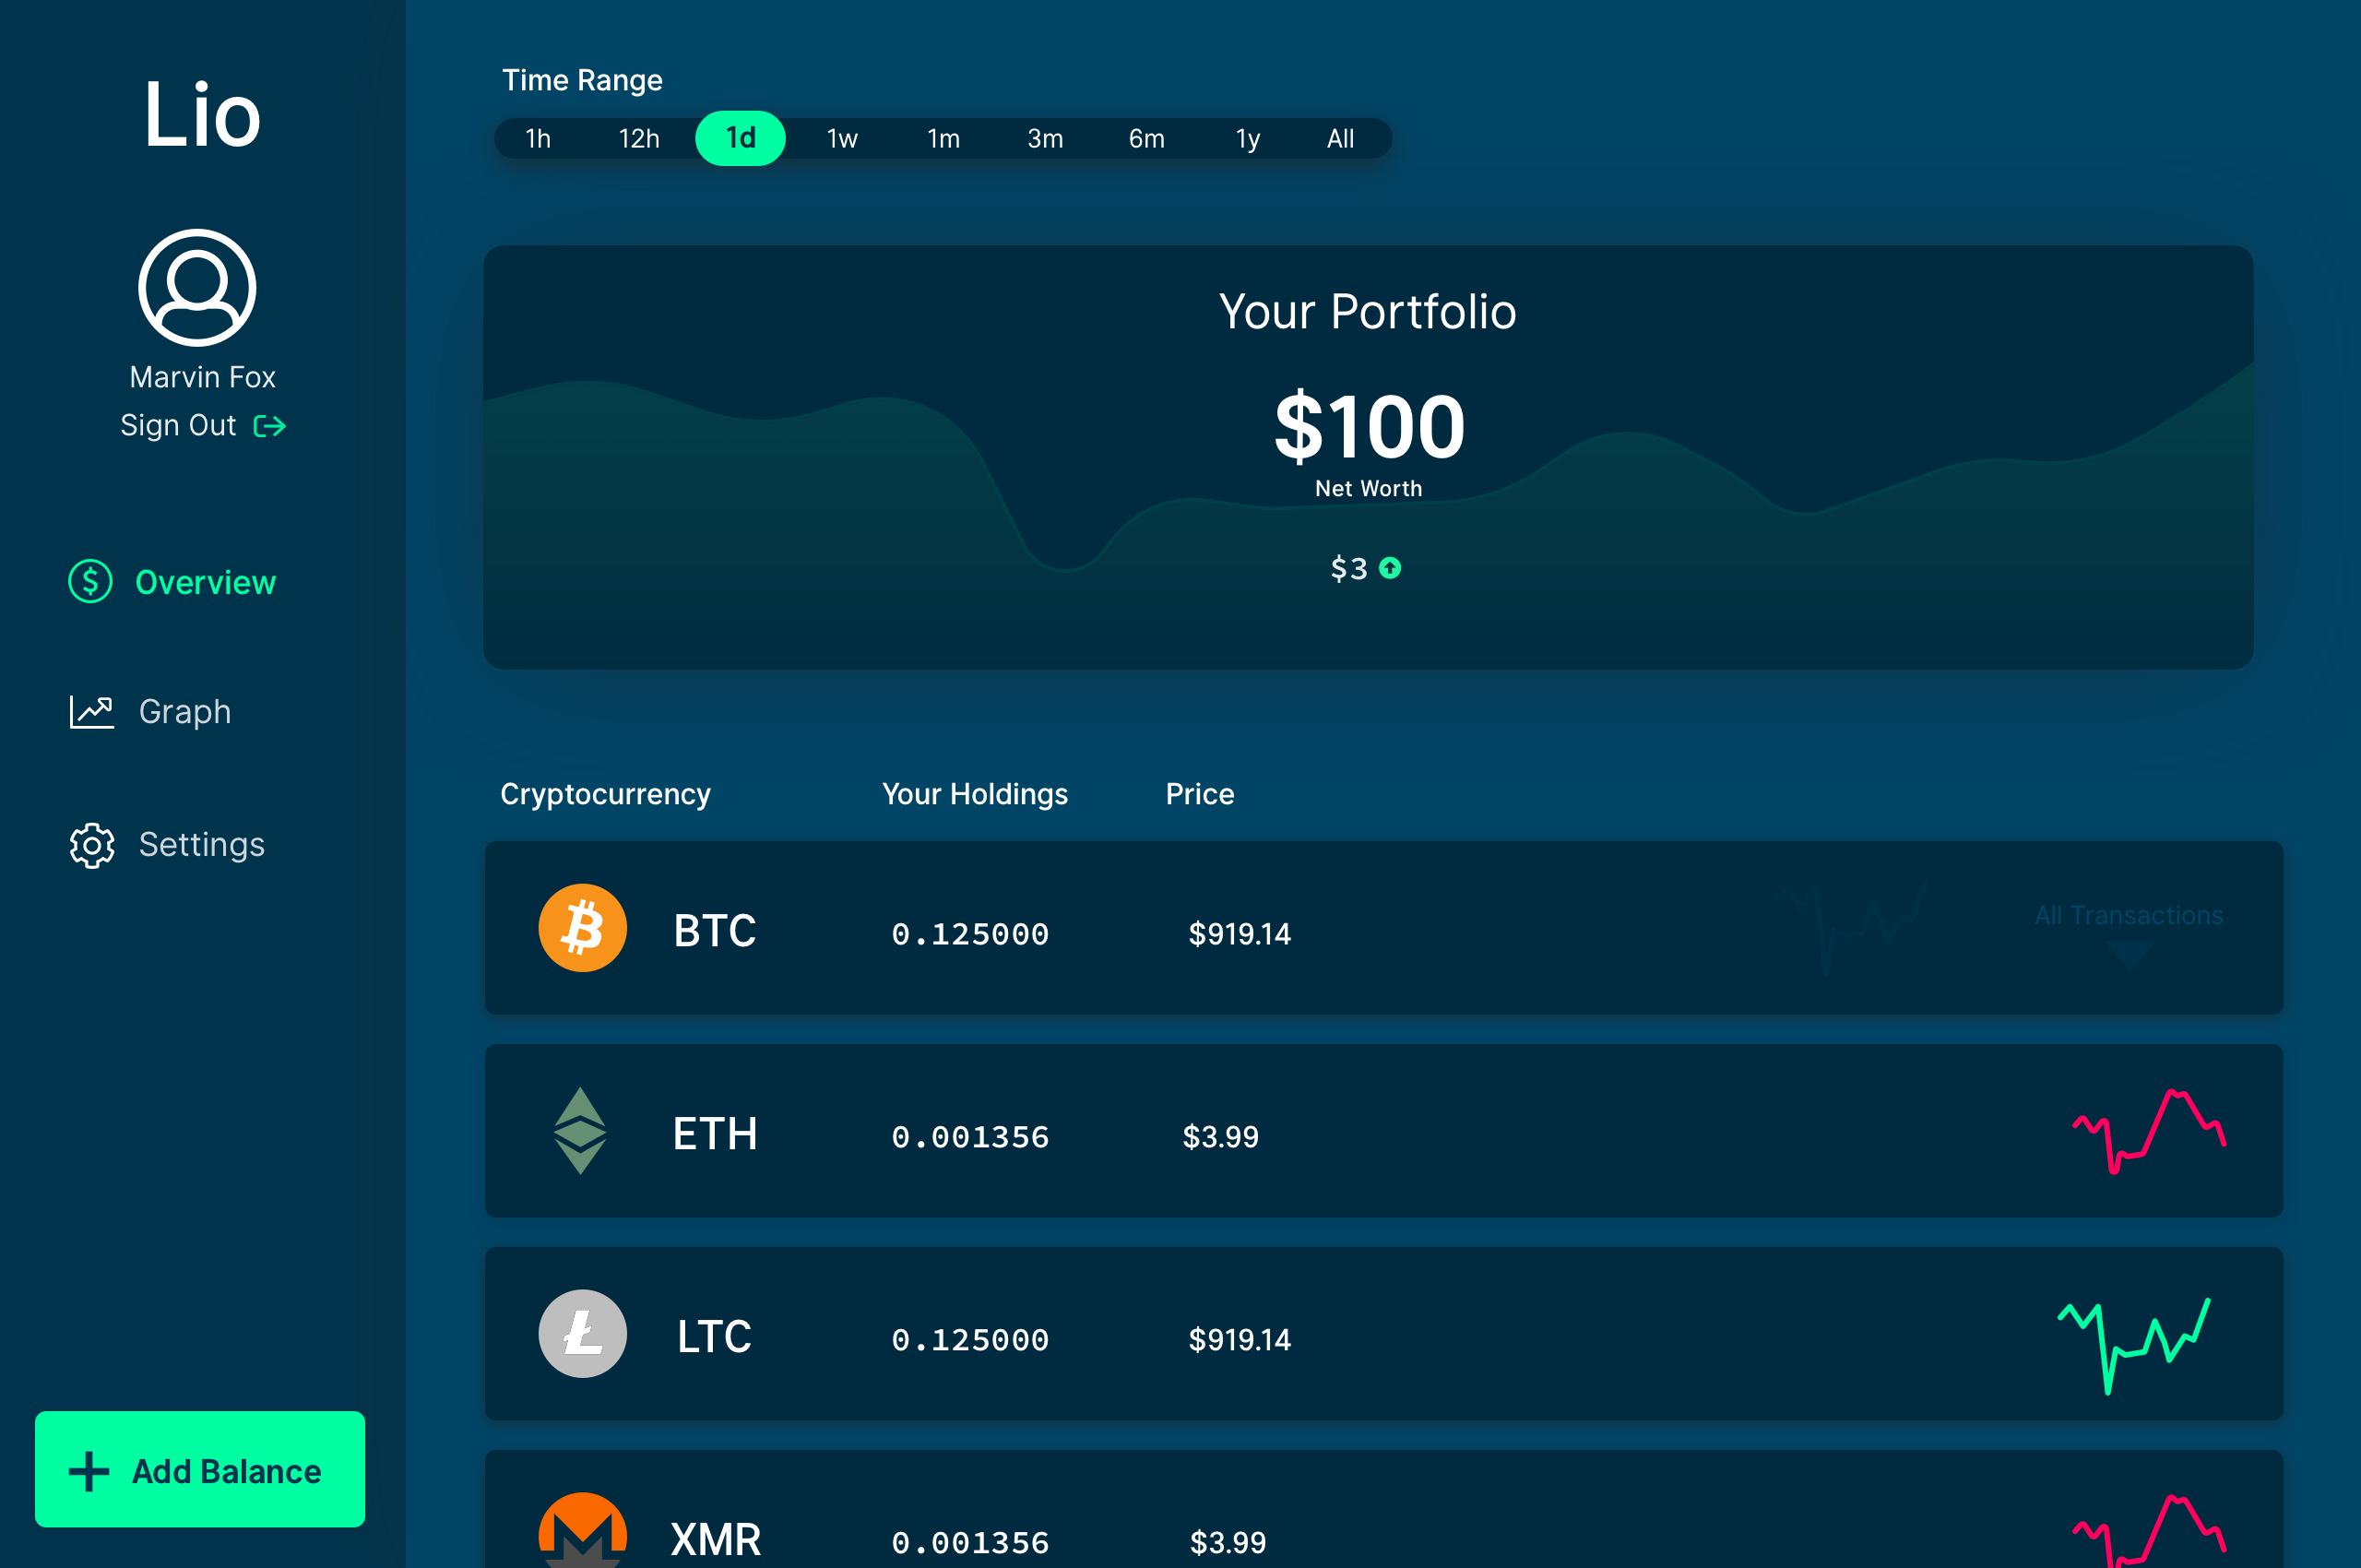 Lio
Marvin Fox
Sign Out
Overview
Graph
Settings
Add Balance
Time Range
1h 12h 1d 1w 1m 3m 6m 1y All
Your Portfolio
$100
Net Worth
$3
Cryptocurrency Your Holdings Price
BTC 0.125000 $919.14 All Transactions
ETH 0.001356 $3.99
LTC 0.125000 $919.14
XMR 0.001356 $3.99